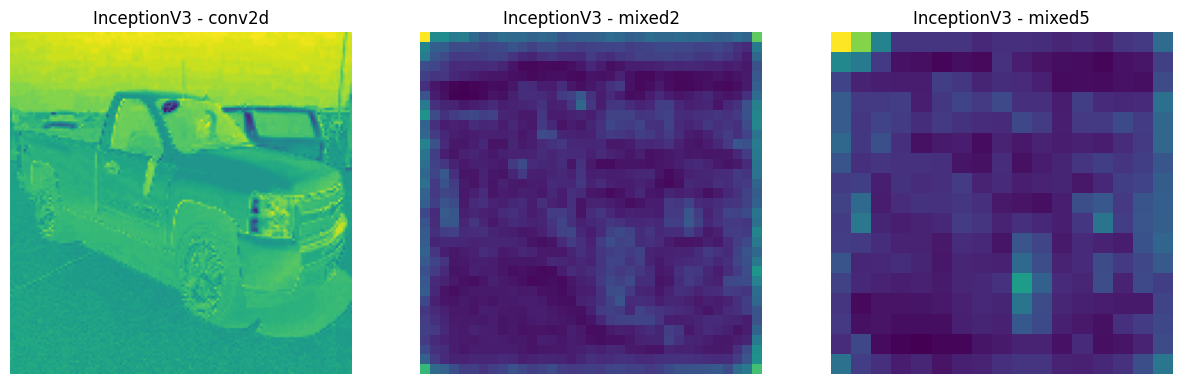 InceptionV3 - conv2d
InceptionV3 - mixed2
InceptionV3 - mixed5